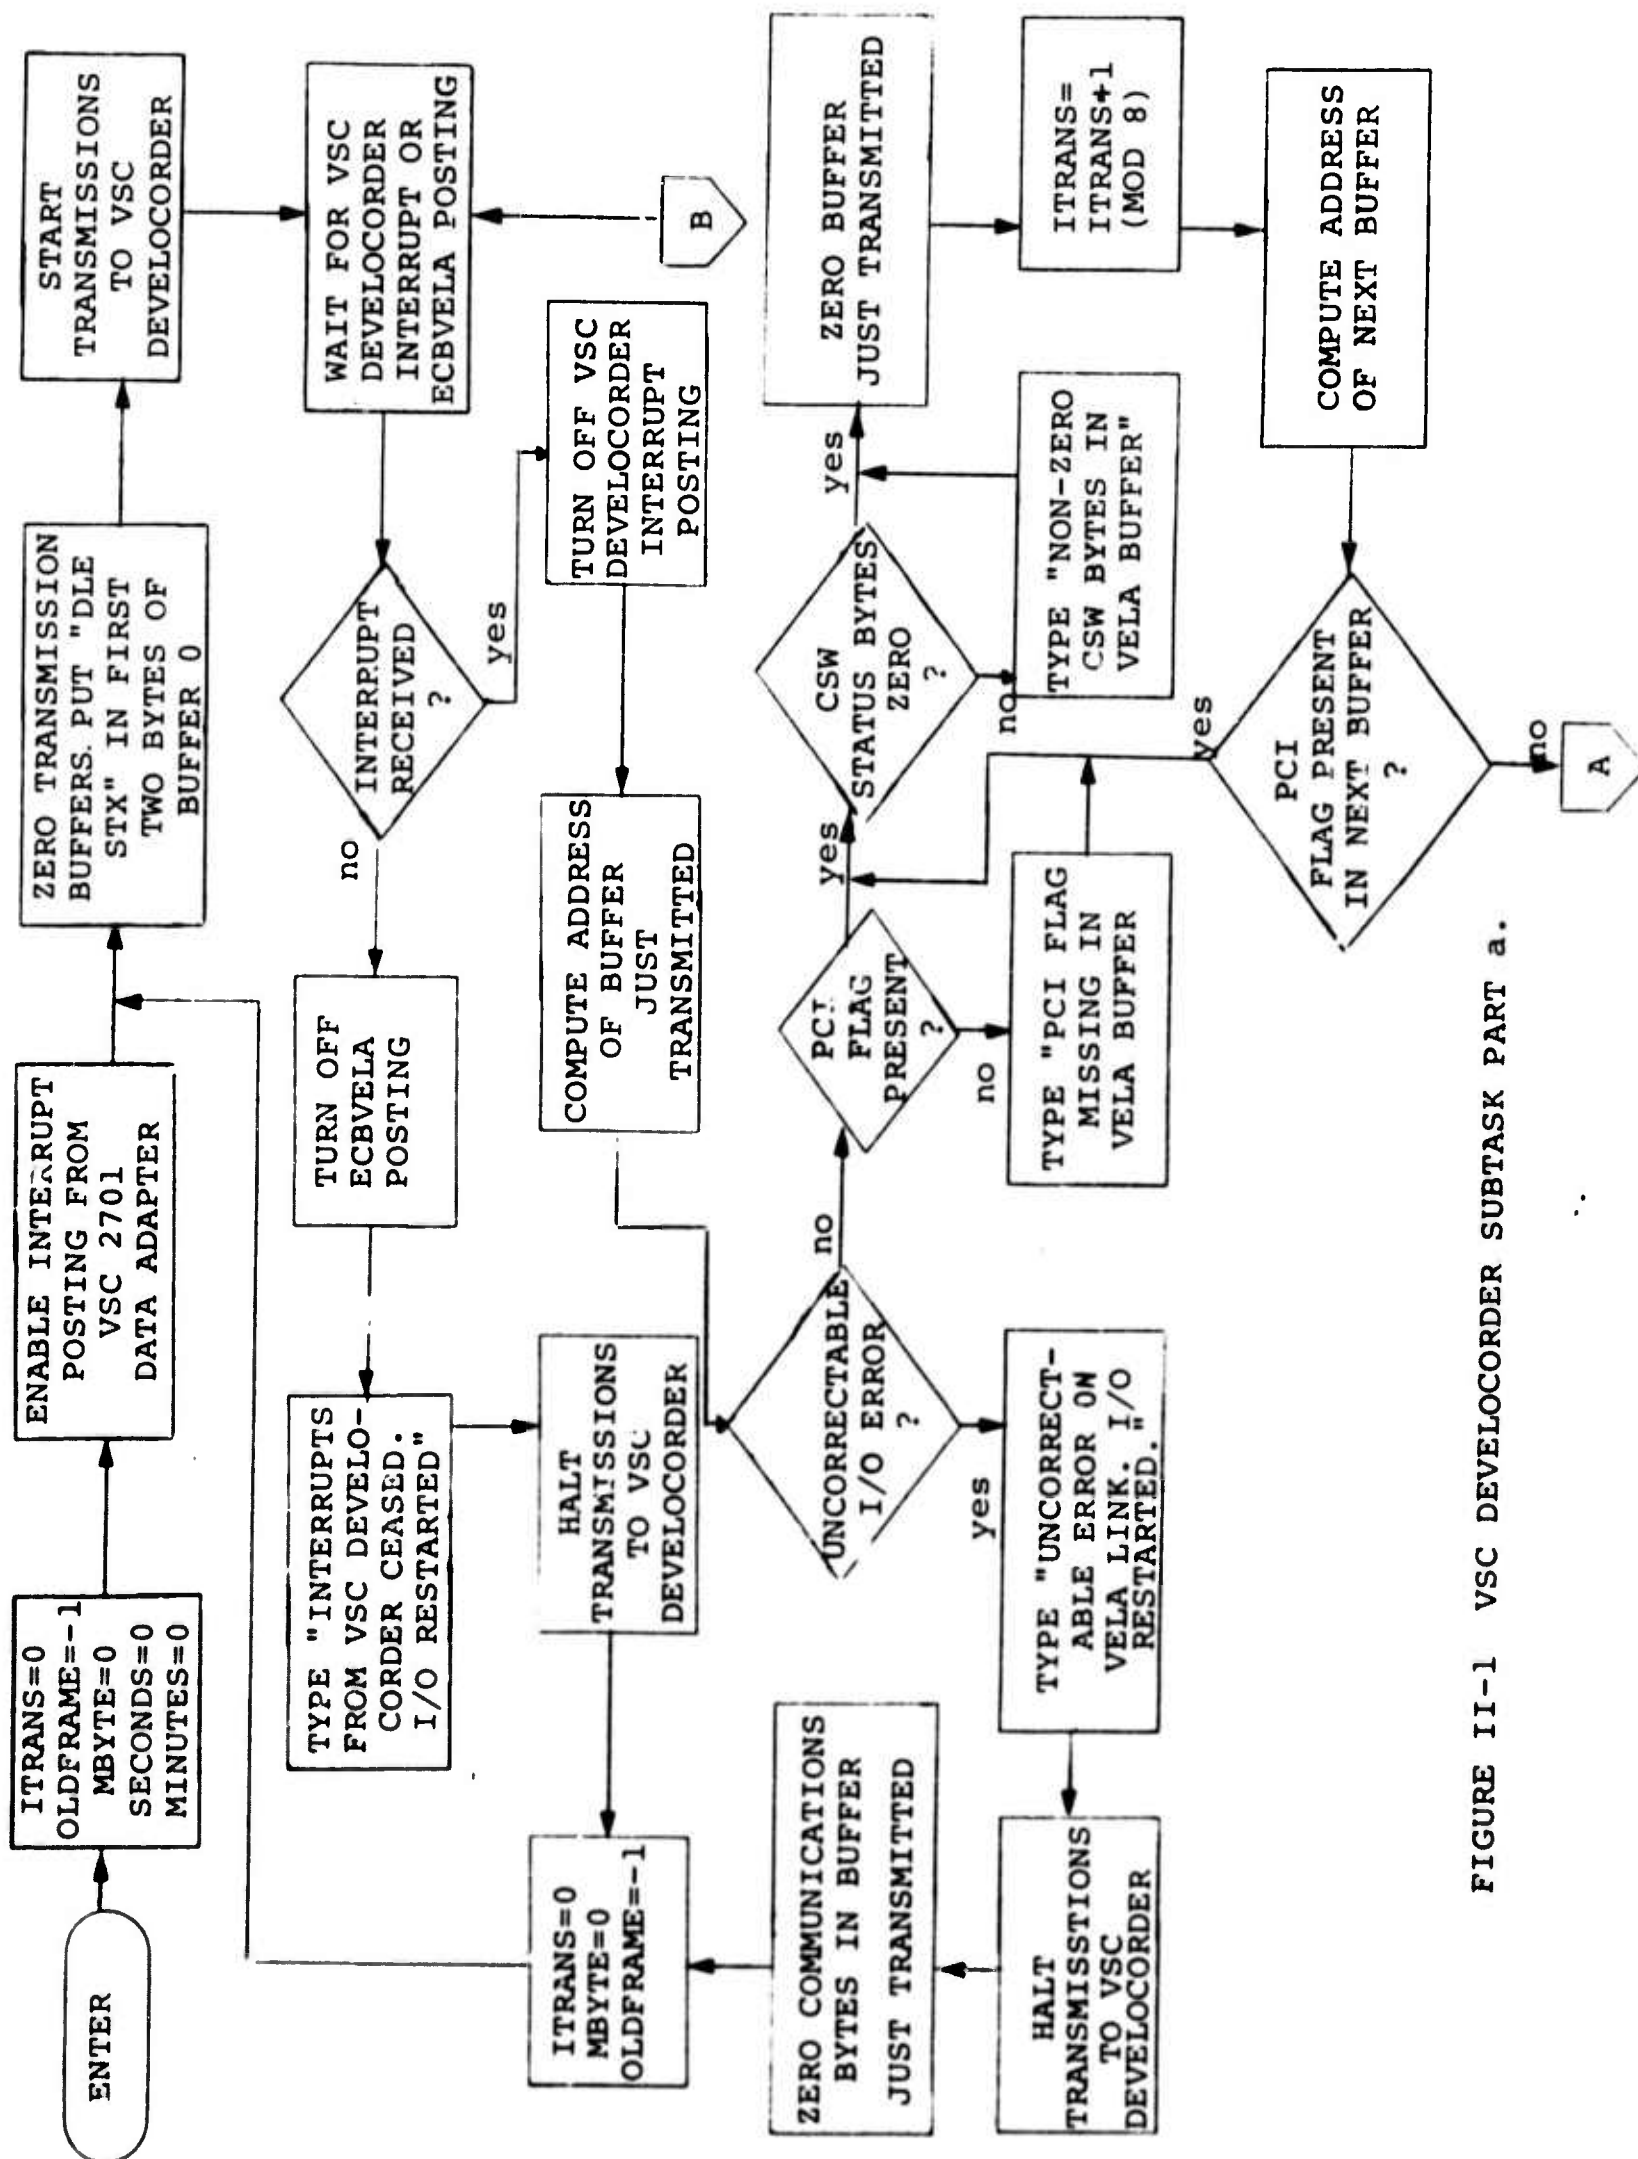 ENTER
ITRANS=0
OLDFRAME=-1
MBYTE=0
SECONDS=0
MINUTES=0
ENABLE INTERRUPT
POSTING FROM
VSC 2701
DATA ADAPTER
ZERO TRANSMISSION
BUFFERS. PUT "DLE
STX" IN FIRST
TWO BYTES OF
BUFFER 0
START
TRANSMISSIONS
TO VSC
DEVELOCORDER
WAIT FOR VSC
DEVELOCORDER
INTERRUPT OR
ECBVELA POSTING
B
INTERRUPT
RECEIVED
?
no
yes
TURN OFF
ECBVELA
POSTING
TYPE "INTERRUPTS
FROM VSC DEVELO-
CORDER CEASED.
I/O RESTARTED"
HALT
TRANSMISSIONS
TO VSC
DEVELOCORDER
ITRANS=0
MBYTE=0
OLDFRAME=-1
TURN OFF VSC
DEVELOCORDER
INTERRUPT
POSTING
COMPUTE ADDRESS
OF BUFFER
JUST
TRANSMITTED
UNCORRECTABLE
I/O ERROR
?
no
yes
TYPE "UNCORRECT-
ABLE ERROR ON
VELA LINK. I/O
RESTARTED."
HALT
TRANSMISSTIONS
TO VSC
DEVELOCORDER
ZERO COMMUNICATIONS
BYTES IN BUFFER
JUST TRANSMITTED
PCI
FLAG
PRESENT
?
yes
no
TYPE "PCI FLAG
MISSING IN
VELA BUFFER
CSW
STATUS BYTES
ZERO
?
yes
no
TYPE "NON-ZERO
CSW BYTES IN
VELA BUFFER"
ZERO BUFFER
JUST TRANSMITTED
ITRANS=
ITRANS+1
(MOD 8)
COMPUTE ADDRESS
OF NEXT BUFFER
PCI
FLAG PRESENT
IN NEXT BUFFER
?
yes
no
A
FIGURE II-1 VSC DEVELOCORDER SUBTASK PART a.